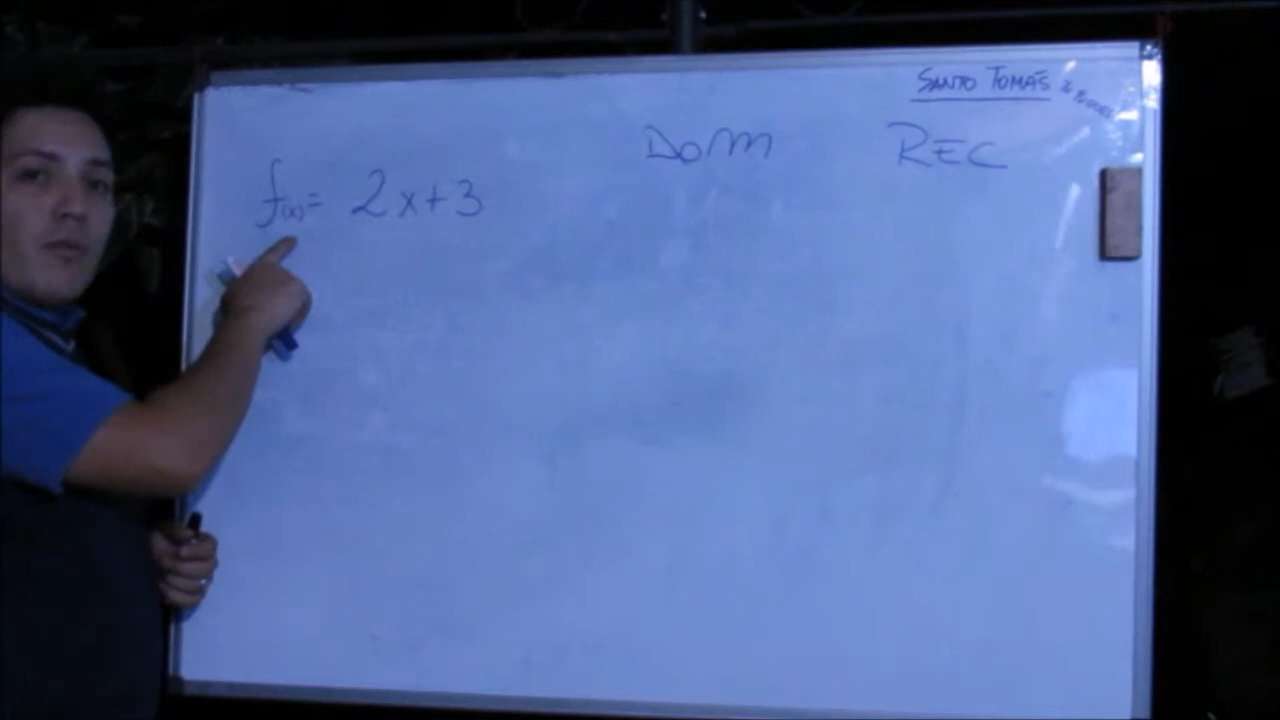 SANTO TOMÁS
DOM REC
f(x)= 2x+3